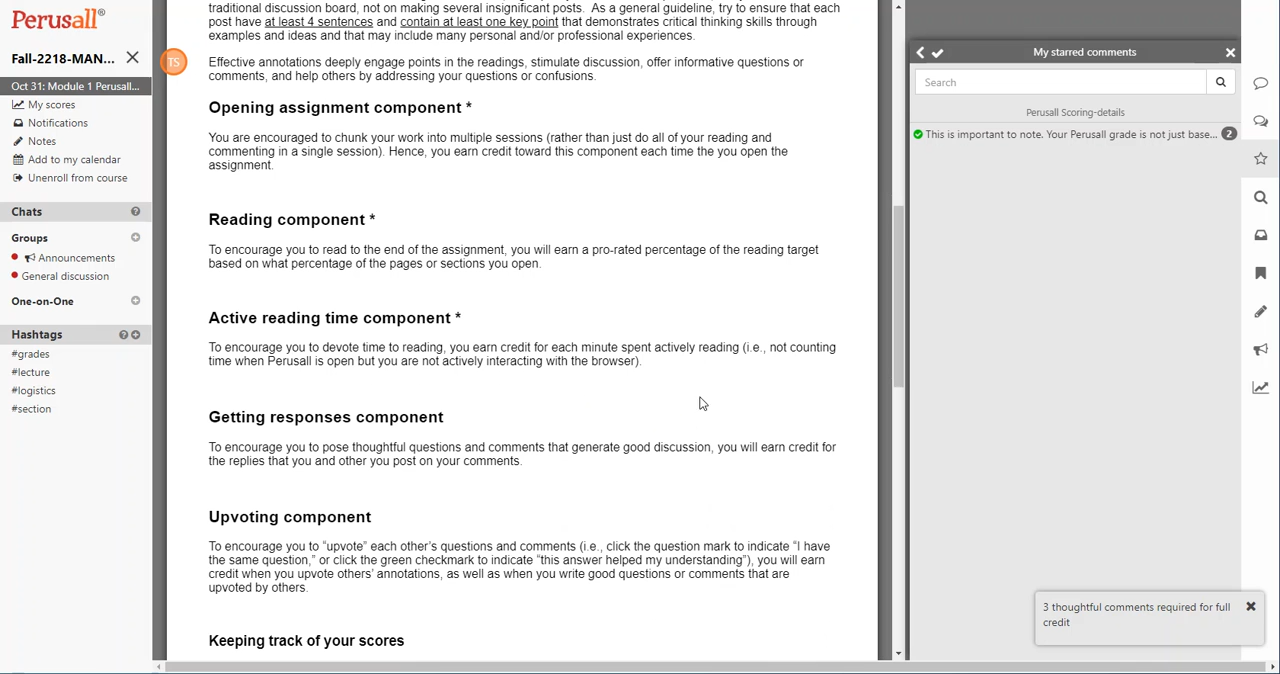 Perusall®
Fall-2218-MAN...
Oct 31: Module 1 Perusall...
My scores
Notifications
Notes
Add to my calendar
Unenroll from course
Chats
Groups
Announcements
General discussion
One-on-One
Hashtags
#grades
#lecture
#logistics
#section
TS
traditional discussion board, not on making several insignificant posts. As a general guideline, try to ensure that each
post have at least 4 sentences and contain at least one key point that demonstrates critical thinking skills through
examples and ideas and that may include many personal and/or professional experiences.
Effective annotations deeply engage points in the readings, stimulate discussion, offer informative questions or
comments, and help others by addressing your questions or confusions.
Opening assignment component *
You are encouraged to chunk your work into multiple sessions (rather than just do all of your reading and
commenting in a single session). Hence, you earn credit toward this component each time the you open the
assignment.
Reading component *
To encourage you to read to the end of the assignment, you will earn a pro-rated percentage of the reading target
based on what percentage of the pages or sections you open.
Active reading time component *
To encourage you to devote time to reading, you earn credit for each minute spent actively reading (i.e., not counting
time when Perusall is open but you are not actively interacting with the browser).
Getting responses component
To encourage you to pose thoughtful questions and comments that generate good discussion, you will earn credit for
the replies that you and other you post on your comments.
Upvoting component
To encourage you to “upvote” each other’s questions and comments (i.e., click the question mark to indicate “I have
the same question,” or click the green checkmark to indicate “this answer helped my understanding”), you will earn
credit when you upvote others’ annotations, as well as when you write good questions or comments that are
upvoted by others.
Keeping track of your scores
My starred comments
Search
Perusall Scoring-details
This is important to note. Your Perusall grade is not just base... 2
3 thoughtful comments required for full
credit